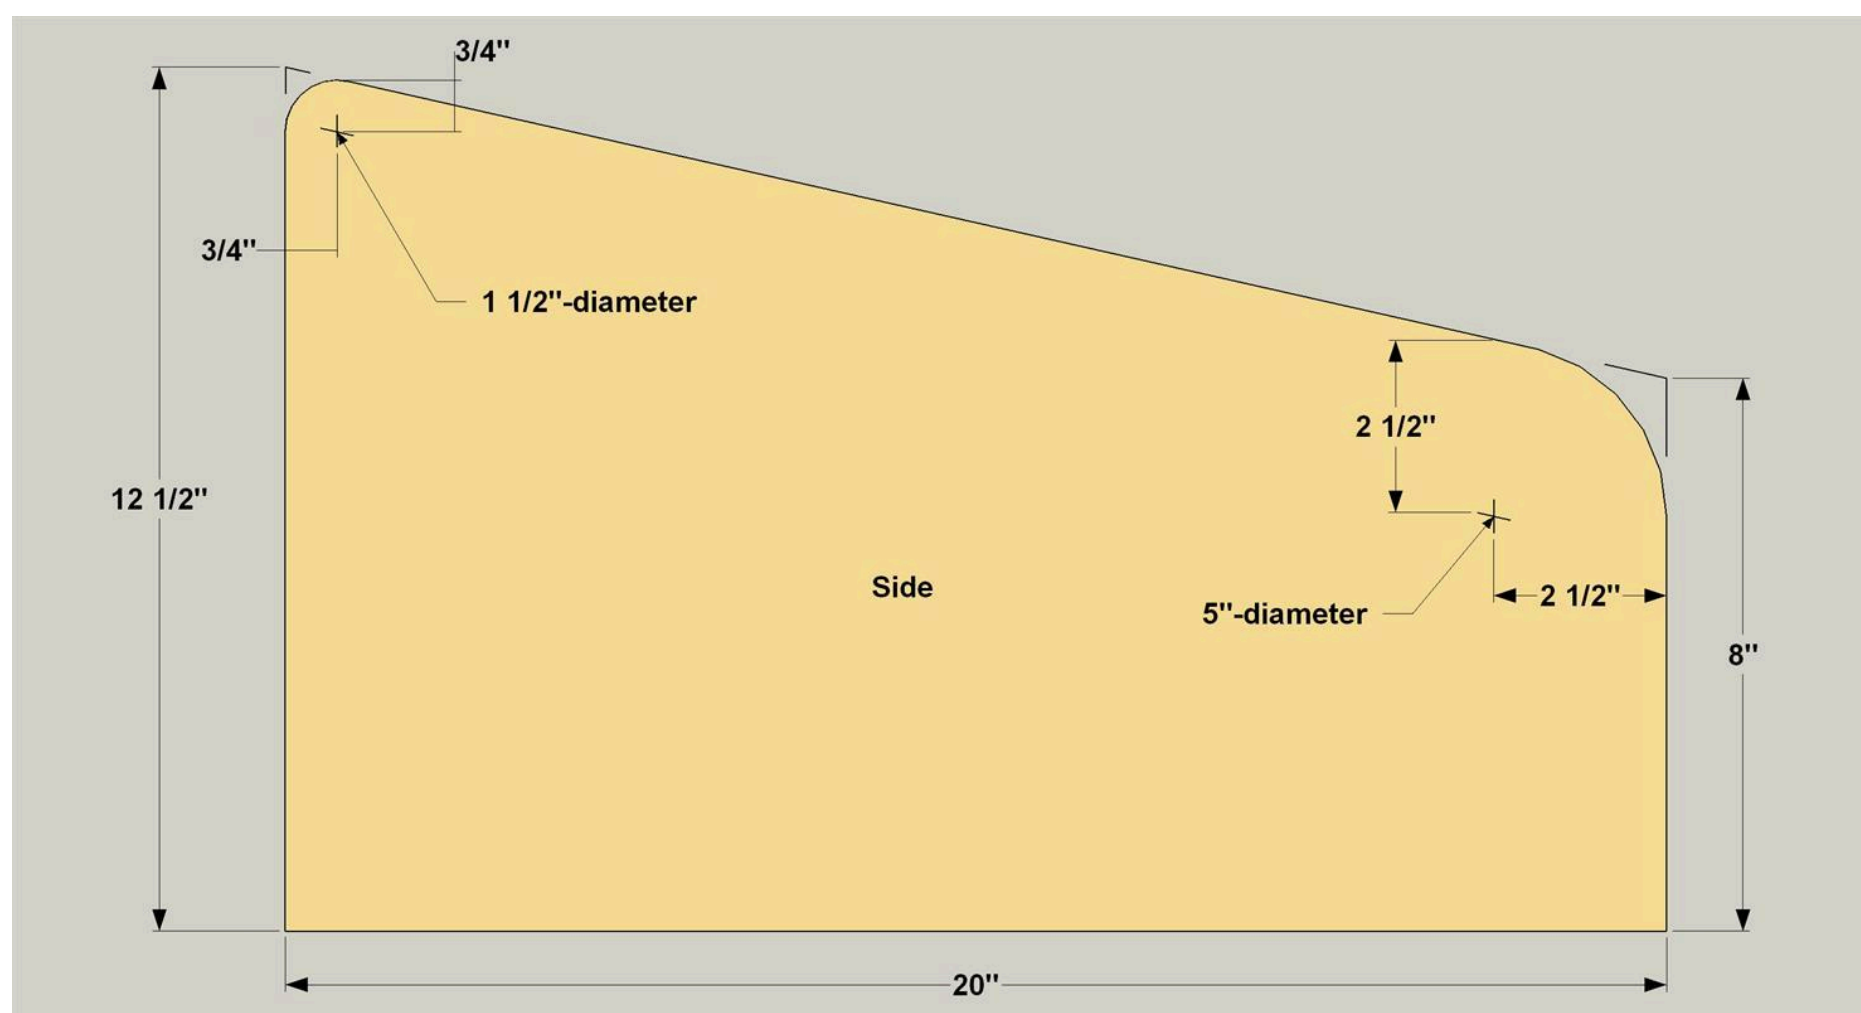 3/4"
3/4"
1 1/2"-diameter
2 1/2"
12 1/2"
Side
2 1/2"
5"-diameter
8"
20"